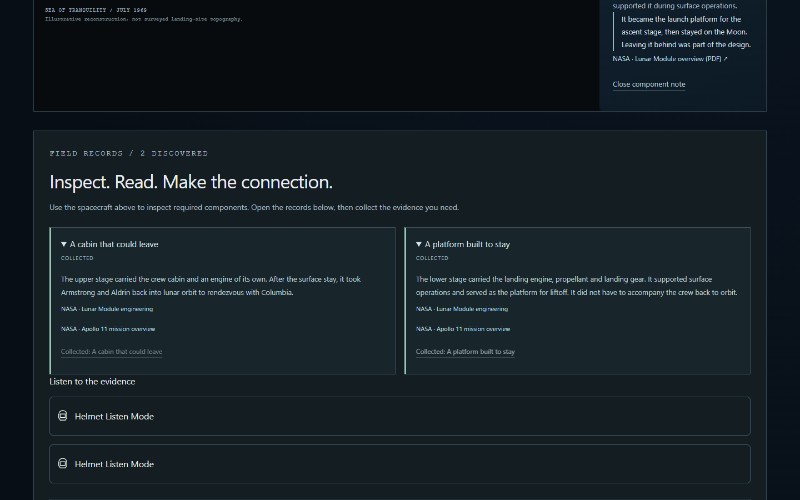 SEA OF TRANQUILITY / JULY 1969
Illustrative reconstruction, not surveyed landing-site topography.
supported it during surface operations.
It became the launch platform for the
ascent stage, then stayed on the Moon.
Leaving it behind was part of the design.
NASA · Lunar Module overview (PDF) ↗
Close component note
FIELD RECORDS / 2 DISCOVERED
Inspect. Read. Make the connection.
Use the spacecraft above to inspect required components. Open the records below, then collect the evidence you need.
▼ A cabin that could leave
COLLECTED
The upper stage carried the crew cabin and an engine of its own. After the surface stay, it took
Armstrong and Aldrin back into lunar orbit to rendezvous with Columbia.
NASA · Lunar Module engineering
NASA · Apollo 11 mission overview
Collected: A cabin that could leave
▼ A platform built to stay
COLLECTED
The lower stage carried the landing engine, propellant and landing gear. It supported surface
operations and served as the platform for liftoff. It did not have to accompany the crew back to orbit.
NASA · Lunar Module engineering
NASA · Apollo 11 mission overview
Collected: A platform built to stay
Listen to the evidence
Helmet Listen Mode
Helmet Listen Mode